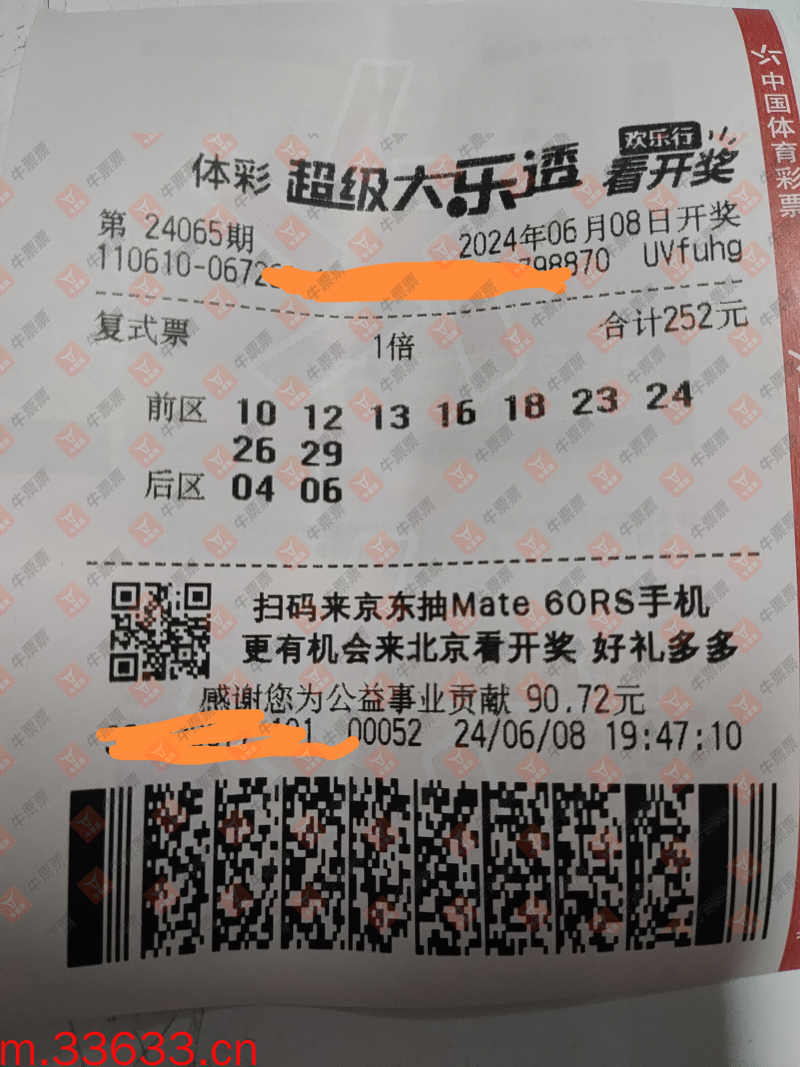 中国体育彩票
体彩 超级大乐透 欢乐行 看开奖
第 24065期 2024年06月08日开奖
110610-0672 98870 UVfuhg
复式票 1倍 合计252元
前区 10 12 13 16 18 23 24
26 29
后区 04 06
扫码来京东抽Mate 60RS手机
更有机会来北京看开奖 好礼多多
感谢您为公益事业贡献 90.72元
101 00052 24/06/08 19:47:10
牛票票
m.33633.cn